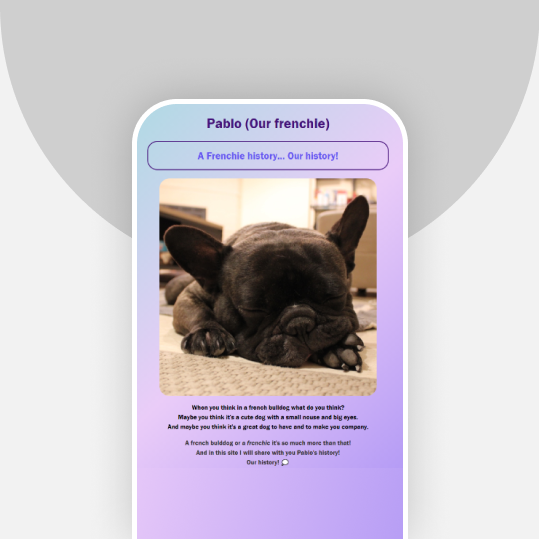 Pablo (Our frenchie)
A Frenchie history... Our history!
When you think in a french bulldog what do you think?
Maybe you think it's a cute dog with a small nouse and big eyes.
And maybe you think it's a great dog to have and to make you company.
A french bulddog or a frenchie it's so much more than that!
And in this site I will share with you Pablo's history!
Our history! 💭